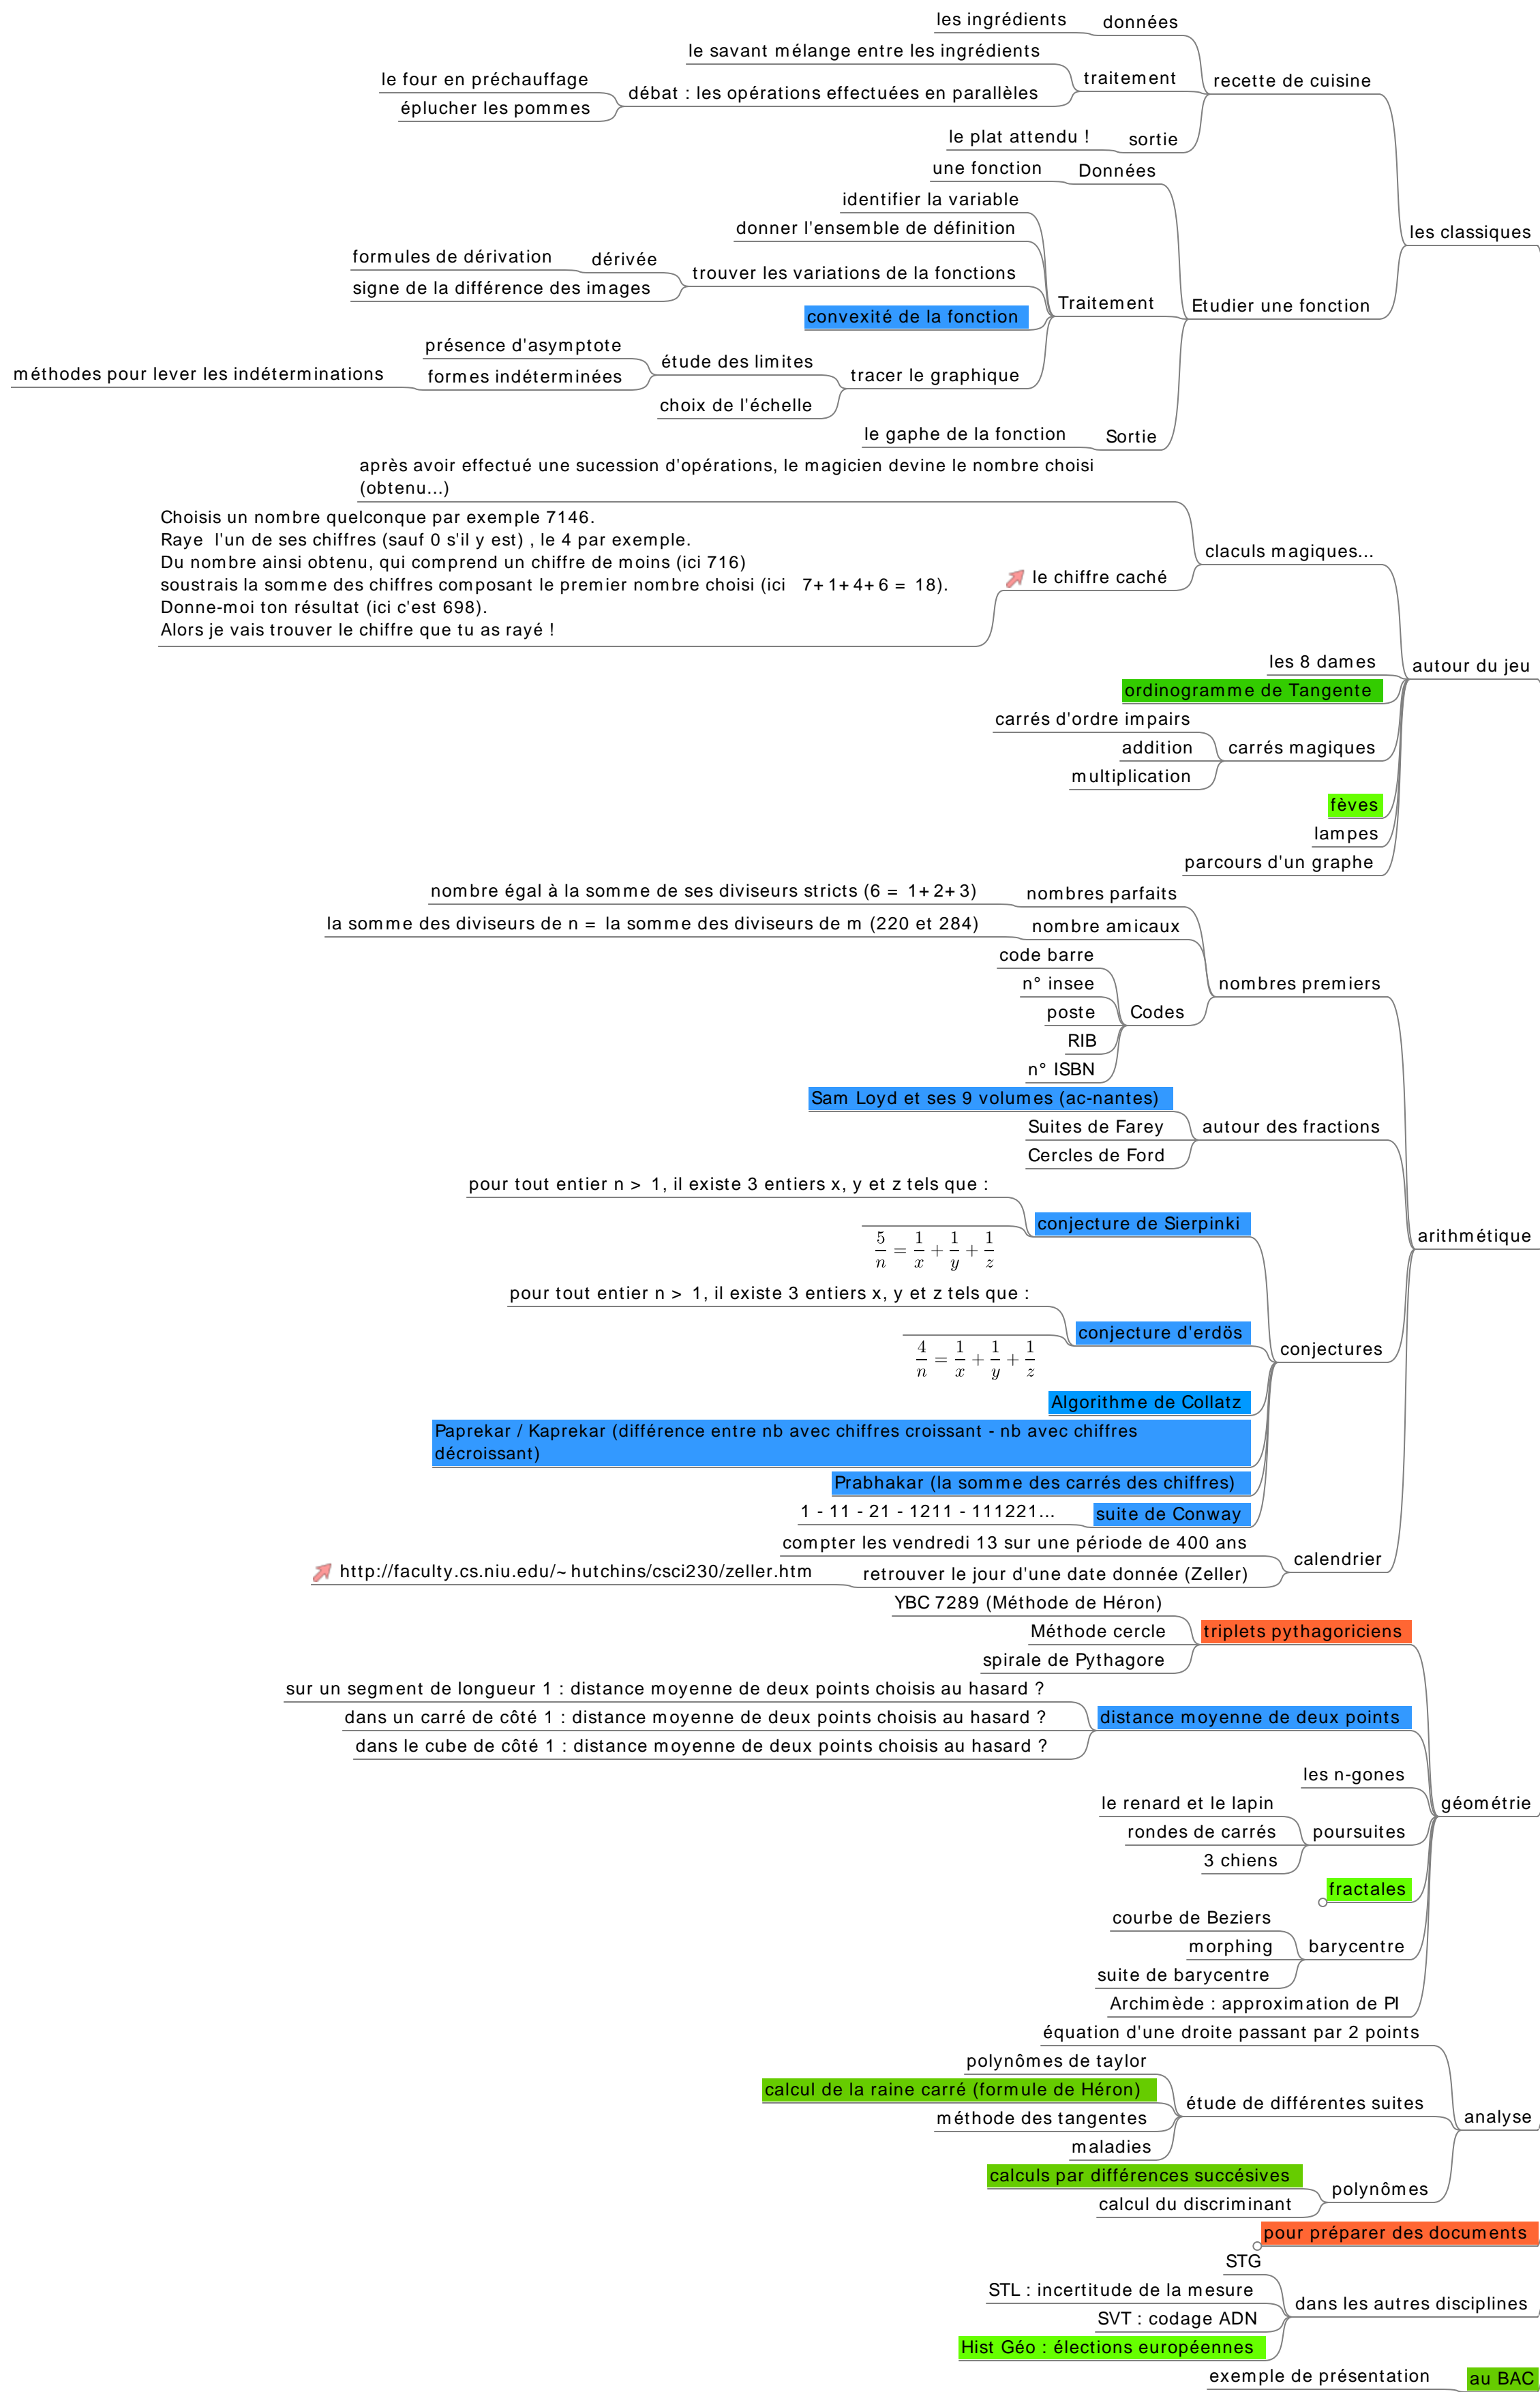 les ingrédients
données
le savant mélange entre les ingrédients
le four en préchauffage
éplucher les pommes
débat : les opérations effectuées en parallèles
traitement
recette de cuisine
le plat attendu !
sortie
une fonction
Données
identifier la variable
donner l'ensemble de définition
formules de dérivation
dérivée
signe de la différence des images
trouver les variations de la fonctions
convexité de la fonction
Traitement
Etudier une fonction
les classiques
présence d'asymptote
méthodes pour lever les indéterminations
formes indéterminées
étude des limites
choix de l'échelle
tracer le graphique
le gaphe de la fonction
Sortie
après avoir effectué une sucession d'opérations, le magicien devine le nombre choisi
(obtenu...)
Choisis un nombre quelconque par exemple 7146.
Raye l'un de ses chiffres (sauf 0 s'il y est) , le 4 par exemple.
Du nombre ainsi obtenu, qui comprend un chiffre de moins (ici 716)
soustrais la somme des chiffres composant le premier nombre choisi (ici 7+1+4+6 = 18).
Donne-moi ton résultat (ici c'est 698).
Alors je vais trouver le chiffre que tu as rayé !
le chiffre caché
claculs magiques...
les 8 dames
ordinogramme de Tangente
carrés d'ordre impairs
addition
multiplication
carrés magiques
fèves
lampes
parcours d'un graphe
autour du jeu
nombre égal à la somme de ses diviseurs stricts (6 = 1+2+3)
nombres parfaits
la somme des diviseurs de n = la somme des diviseurs de m (220 et 284)
nombre amicaux
code barre
n° insee
poste
RIB
n° ISBN
Codes
nombres premiers
Sam Loyd et ses 9 volumes (ac-nantes)
Suites de Farey
Cercles de Ford
autour des fractions
pour tout entier n > 1, il existe 3 entiers x, y et z tels que :
5/n = 1/x + 1/y + 1/z
conjecture de Sierpinki
pour tout entier n > 1, il existe 3 entiers x, y et z tels que :
4/n = 1/x + 1/y + 1/z
conjecture d'erdös
Algorithme de Collatz
Paprekar / Kaprekar (différence entre nb avec chiffres croissant - nb avec chiffres
décroissant)
Prabhakar (la somme des carrés des chiffres)
1 - 11 - 21 - 1211 - 111221...
suite de Conway
conjectures
compter les vendredi 13 sur une période de 400 ans
http://faculty.cs.niu.edu/~hutchins/csci230/zeller.htm
retrouver le jour d'une date donnée (Zeller)
calendrier
arithmétique
YBC 7289 (Méthode de Héron)
Méthode cercle
spirale de Pythagore
triplets pythagoriciens
sur un segment de longueur 1 : distance moyenne de deux points choisis au hasard ?
dans un carré de côté 1 : distance moyenne de deux points choisis au hasard ?
dans le cube de côté 1 : distance moyenne de deux points choisis au hasard ?
distance moyenne de deux points
les n-gones
le renard et le lapin
rondes de carrés
3 chiens
poursuites
fractales
courbe de Beziers
morphing
suite de barycentre
barycentre
Archimède : approximation de PI
géométrie
équation d'une droite passant par 2 points
polynômes de taylor
calcul de la raine carré (formule de Héron)
méthode des tangentes
maladies
étude de différentes suites
calculs par différences succésives
calcul du discriminant
polynômes
analyse
pour préparer des documents
STG
STL : incertitude de la mesure
SVT : codage ADN
Hist Géo : élections européennes
dans les autres disciplines
exemple de présentation
au BAC